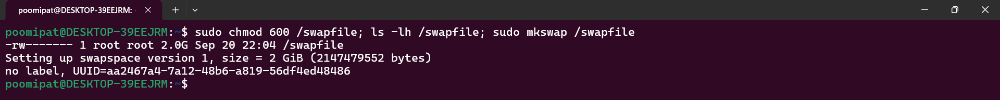 poomipat@DESKTOP-39EEJRM: ~
poomipat@DESKTOP-39EEJRM:~$ sudo chmod 600 /swapfile; ls -lh /swapfile; sudo mkswap /swapfile
-rw------- 1 root root 2.0G Sep 20 22:04 /swapfile
Setting up swapspace version 1, size = 2 GiB (2147479552 bytes)
no label, UUID=aa2467a4-7a12-48b6-a819-56df4ed48486
poomipat@DESKTOP-39EEJRM:~$